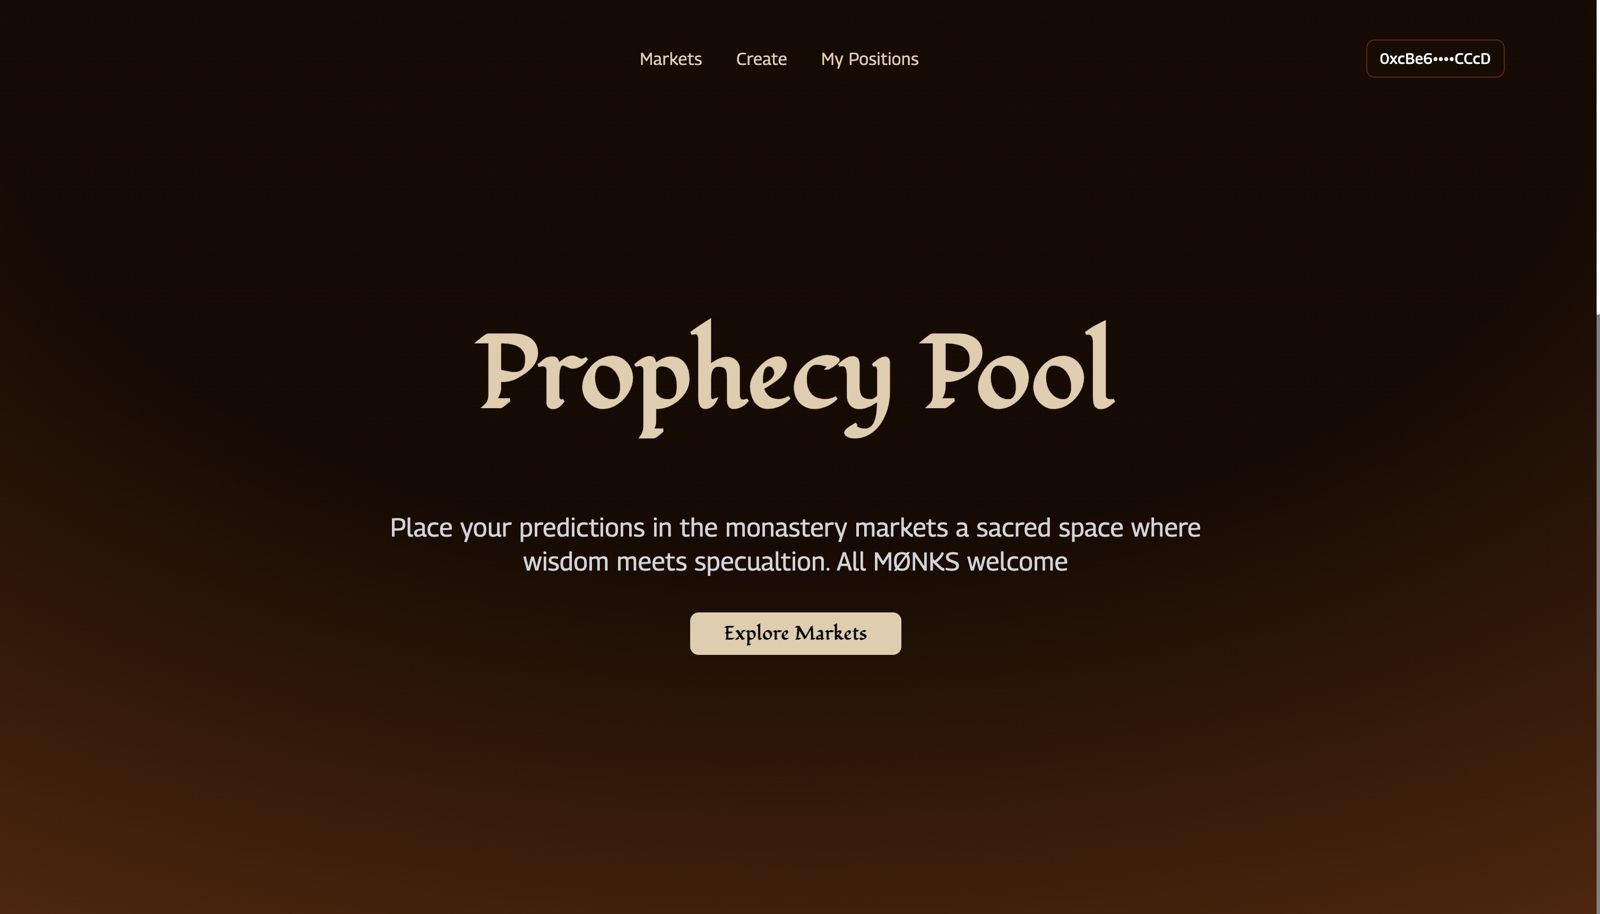 Markets Create My Positions 0xcBe6••••CCcD
Prophecy Pool
Place your predictions in the monastery markets a sacred space where
wisdom meets specualtion. All MØNKS welcome
Explore Markets